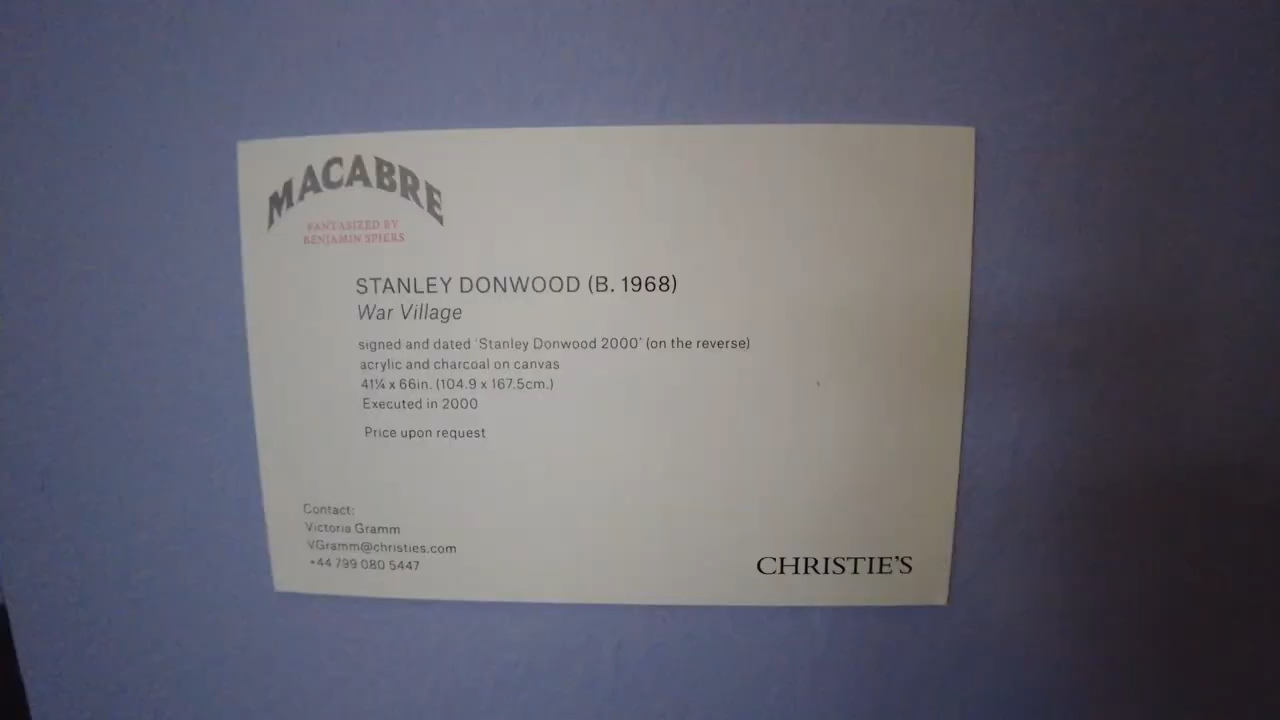 MACABRE
FANTASIZED BY
BENJAMIN SPIERS
STANLEY DONWOOD (B. 1968)
War Village
signed and dated 'Stanley Donwood 2000' (on the reverse)
acrylic and charcoal on canvas
41¼ x 66in. (104.9 x 167.5cm.)
Executed in 2000
Price upon request
Contact:
Victoria Gramm
VGramm@christies.com
+44 799 080 5447
CHRISTIE'S